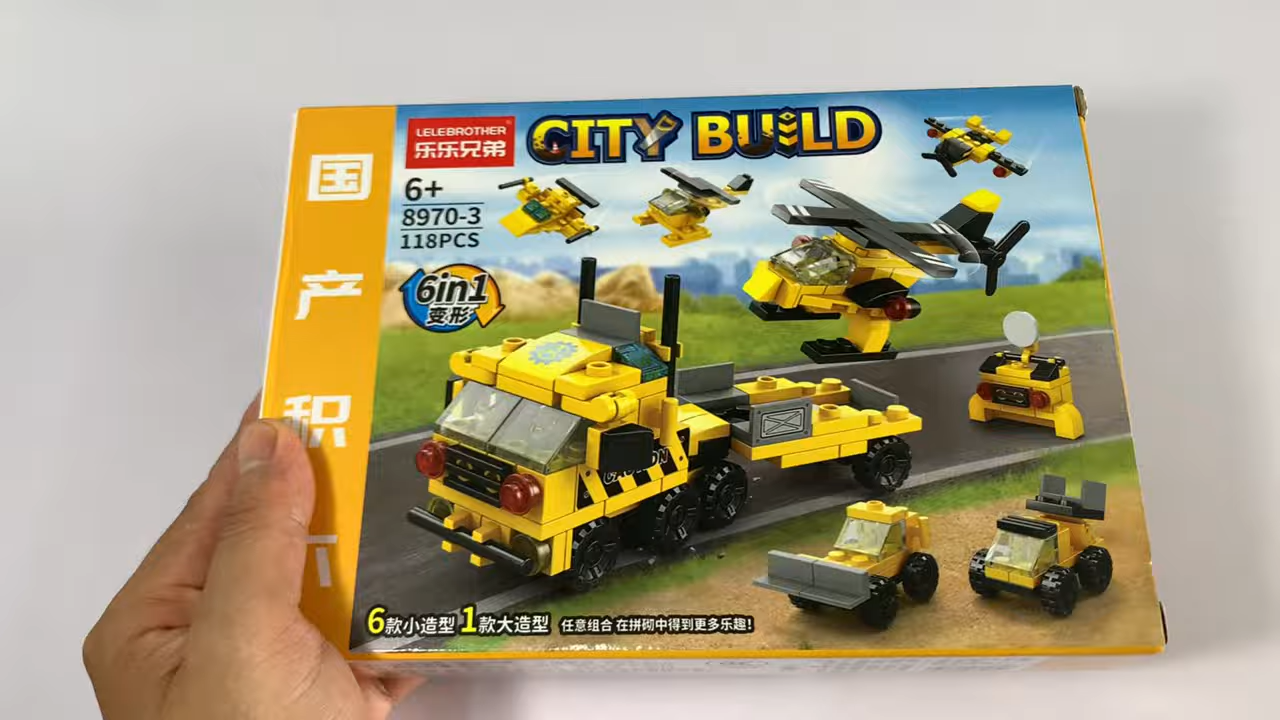 LELEBROTHER
乐乐兄弟
CITY BUILD
6+
8970-3
118PCS
6in1
变形
国
产
积
CAUTION
6款小造型 1款大造型 任意组合 在拼砌中得到更多乐趣!